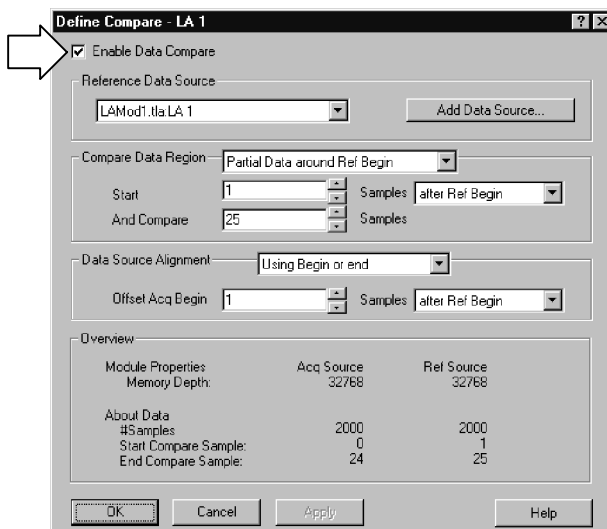 Define Compare - LA 1
Enable Data Compare
Reference Data Source
LAMod1.tla:LA 1 Add Data Source...
Compare Data Region Partial Data around Ref Begin
Start 1 Samples after Ref Begin
And Compare 25 Samples
Data Source Alignment Using Begin or end
Offset Acq Begin 1 Samples after Ref Begin
Overview
Module Properties Acq Source Ref Source
Memory Depth: 32768 32768
About Data
#Samples 2000 2000
Start Compare Sample: 0 1
End Compare Sample: 24 25
OK Cancel Apply Help